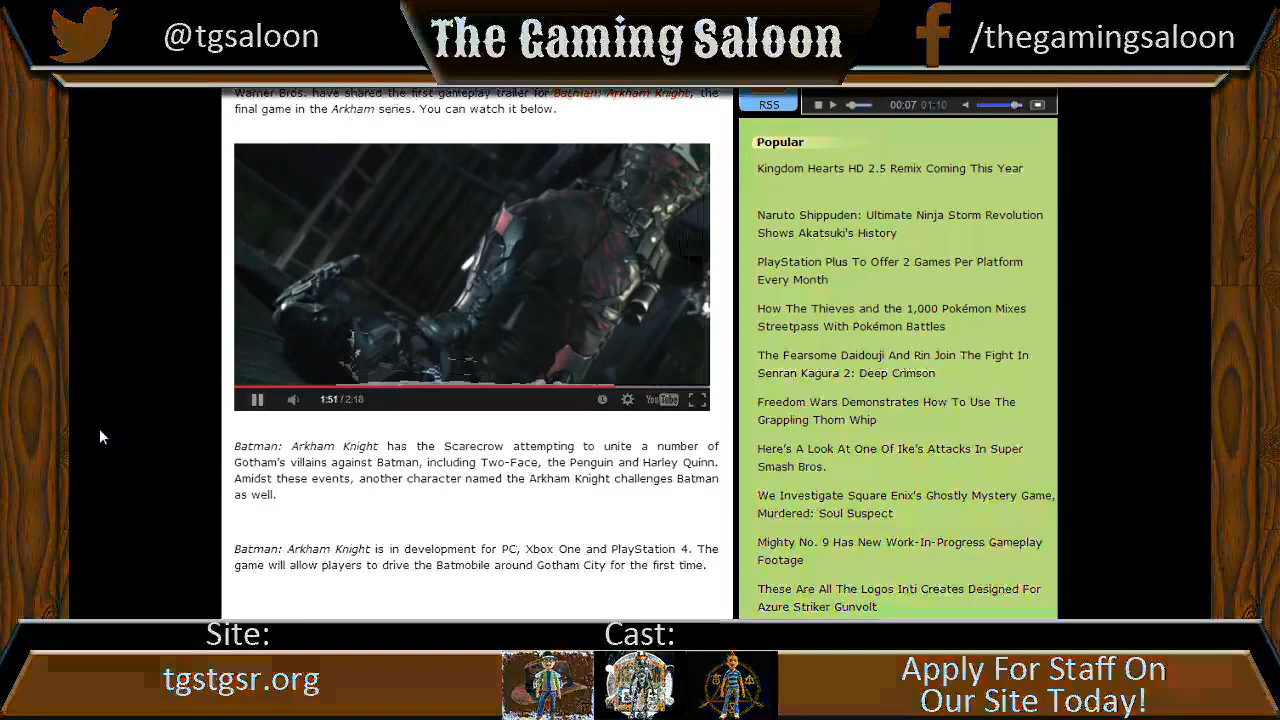 @tgsaloon
The Gaming Saloon
/thegamingsaloon
Warner Bros. have shared the first gameplay trailer for Batman: Arkham Knight, the
final game in the Arkham series. You can watch it below.
1:51 / 2:18
YouTube
Batman: Arkham Knight has the Scarecrow attempting to unite a number of
Gotham's villains against Batman, including Two-Face, the Penguin and Harley Quinn.
Amidst these events, another character named the Arkham Knight challenges Batman
as well.
Batman: Arkham Knight is in development for PC, Xbox One and PlayStation 4. The
game will allow players to drive the Batmobile around Gotham City for the first time.
RSS
00:07 01:10
Popular
Kingdom Hearts HD 2.5 Remix Coming This Year
Naruto Shippuden: Ultimate Ninja Storm Revolution
Shows Akatsuki's History
PlayStation Plus To Offer 2 Games Per Platform
Every Month
How The Thieves and the 1,000 Pokémon Mixes
Streetpass With Pokémon Battles
The Fearsome Daidouji And Rin Join The Fight In
Senran Kagura 2: Deep Crimson
Freedom Wars Demonstrates How To Use The
Grappling Thorn Whip
Here's A Look At One Of Ike's Attacks In Super
Smash Bros.
We Investigate Square Enix's Ghostly Mystery Game,
Murdered: Soul Suspect
Mighty No. 9 Has New Work-In-Progress Gameplay
Footage
These Are All The Logos Inti Creates Designed For
Azure Striker Gunvolt
Site:
tgstgsr.org
Cast:
Apply For Staff On
Our Site Today!